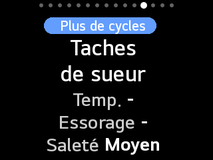 Plus de cycles
Taches
de sueur
Temp. -
Essorage -
Saleté Moyen